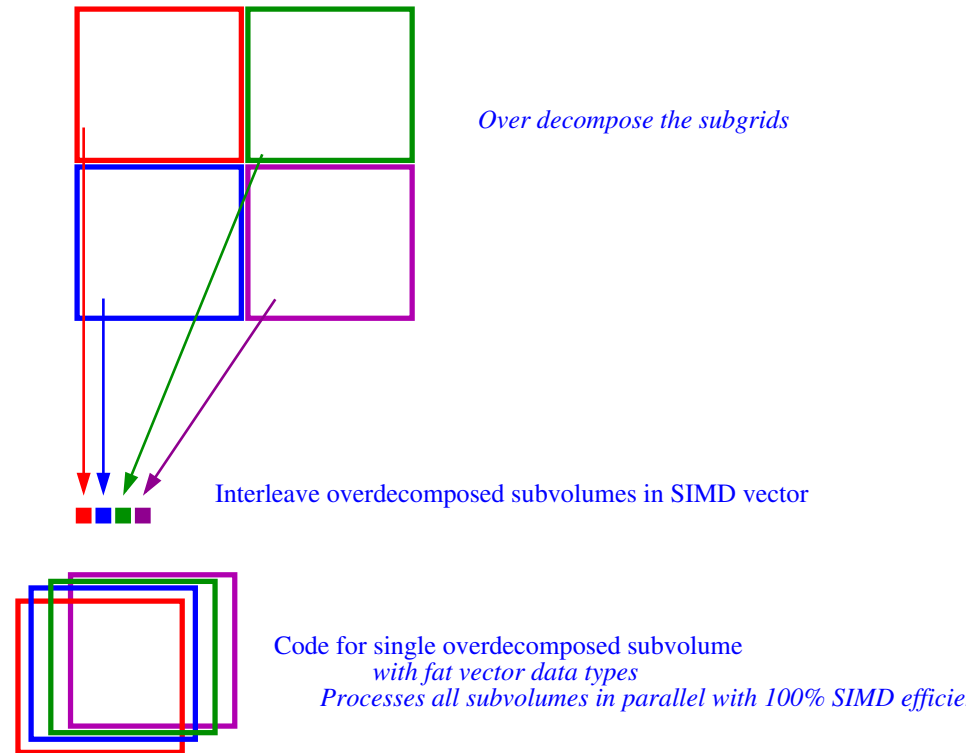 Over decompose the subgrids
Interleave overdecomposed subvolumes in SIMD vector
Code for single overdecomposed subvolume
with fat vector data types
Processes all subvolumes in parallel with 100% SIMD